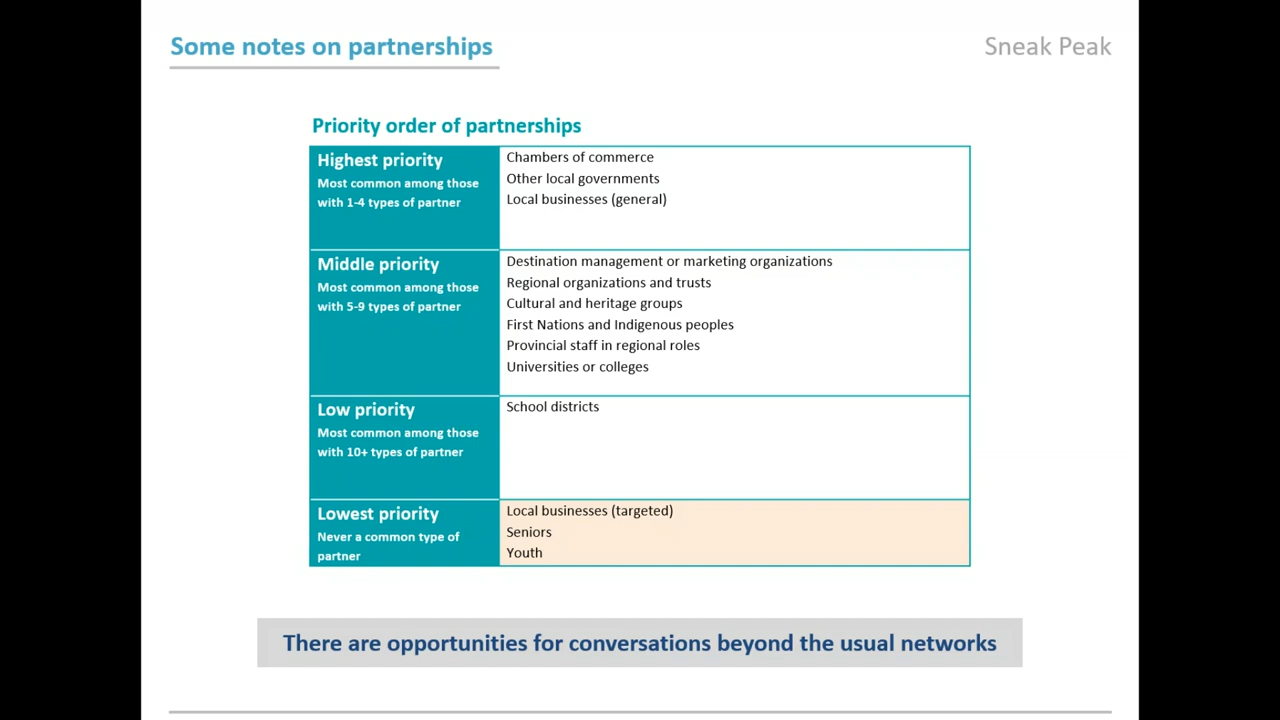 Some notes on partnerships
Sneak Peak
Priority order of partnerships
Highest priority
Most common among those
with 1-4 types of partner
Chambers of commerce
Other local governments
Local businesses (general)
Middle priority
Most common among those
with 5-9 types of partner
Destination management or marketing organizations
Regional organizations and trusts
Cultural and heritage groups
First Nations and Indigenous peoples
Provincial staff in regional roles
Universities or colleges
Low priority
Most common among those
with 10+ types of partner
School districts
Lowest priority
Never a common type of
partner
Local businesses (targeted)
Seniors
Youth
There are opportunities for conversations beyond the usual networks